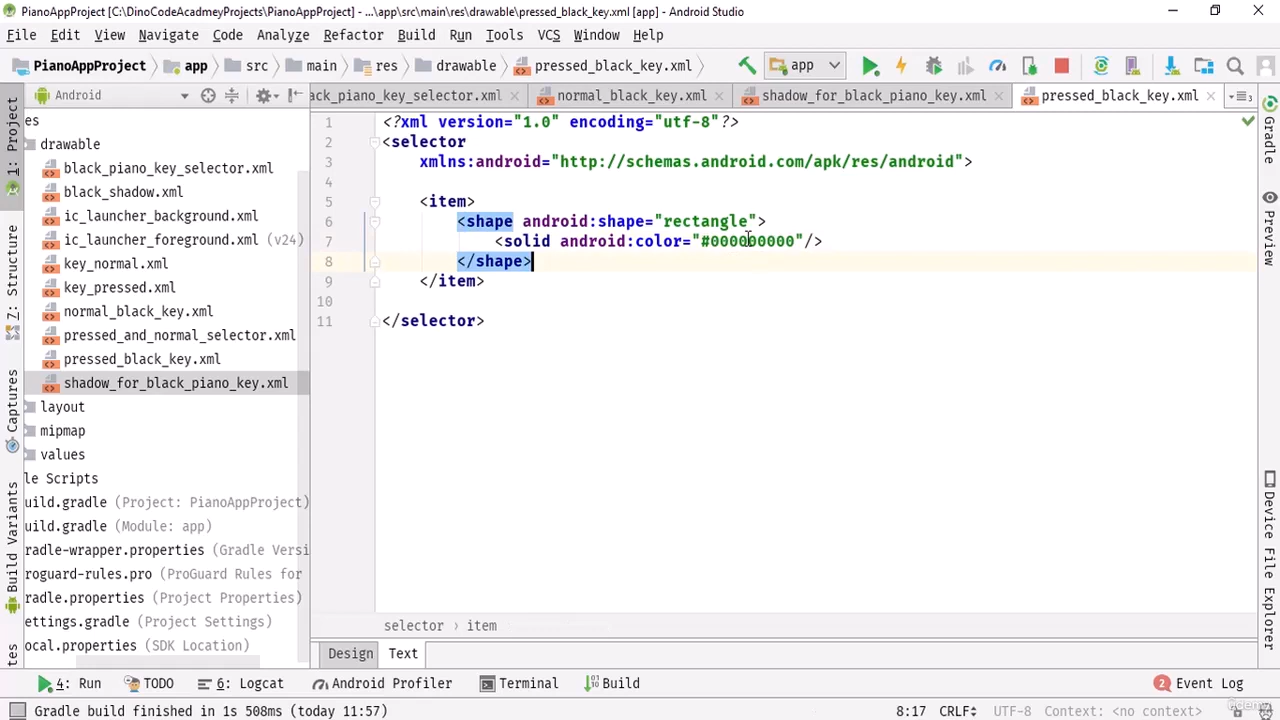 PianoAppProject [C:\DinoCodeAcadmeyProjects\PianoAppProject] - ...\app\src\main\res\drawable\pressed_black_key.xml [app] - Android Studio
File Edit View Navigate Code Analyze Refactor Build Run Tools VCS Window Help
PianoAppProject app src main res drawable pressed_black_key.xml app
Android
ack_piano_key_selector.xml normal_black_key.xml shadow_for_black_piano_key.xml pressed_black_key.xml
es
drawable
black_piano_key_selector.xml
black_shadow.xml
ic_launcher_background.xml
ic_launcher_foreground.xml (v24)
key_normal.xml
key_pressed.xml
normal_black_key.xml
pressed_and_normal_selector.xml
pressed_black_key.xml
shadow_for_black_piano_key.xml
layout
mipmap
values
le Scripts
uild.gradle (Project: PianoAppProject)
uild.gradle (Module: app)
radle-wrapper.properties (Gradle Versi
roguard-rules.pro (ProGuard Rules for
radle.properties (Project Properties)
ettings.gradle (Project Settings)
ocal.properties (SDK Location)
1 <?xml version="1.0" encoding="utf-8"?>
2 <selector
3 xmlns:android="http://schemas.android.com/apk/res/android">
4
5 <item>
6 <shape android:shape="rectangle">
7 <solid android:color="#000000000"/>
8 </shape>
9 </item>
10
11 </selector>
selector › item
Design Text
1: Project
7: Structure
Captures
Build Variants
tes
Gradle
Preview
Device File Explorer
4: Run TODO 6: Logcat Android Profiler Terminal Build 2 Event Log
Gradle build finished in 1s 508ms (today 11:57) 8:17 CRLF UTF-8 Context: <no context>